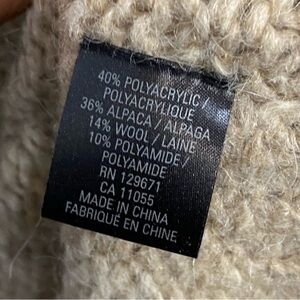 40% POLYACRYLIC /
POLYACRYLIQUE
36% ALPACA / ALPAGA
14% WOOL / LAINE
10% POLYAMIDE /
POLYAMIDE
RN 129671
CA 11055
MADE IN CHINA
FABRIQUÉ EN CHINE